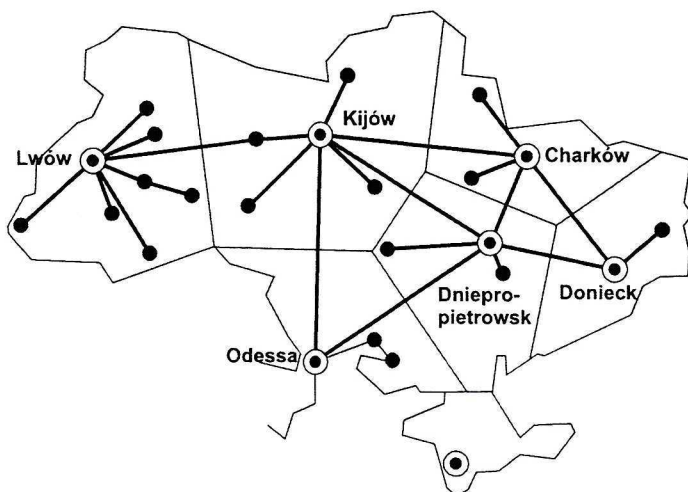 Kijów
Lwów
Charków
Dniepro-
pietrowsk
Donieck
Odessa